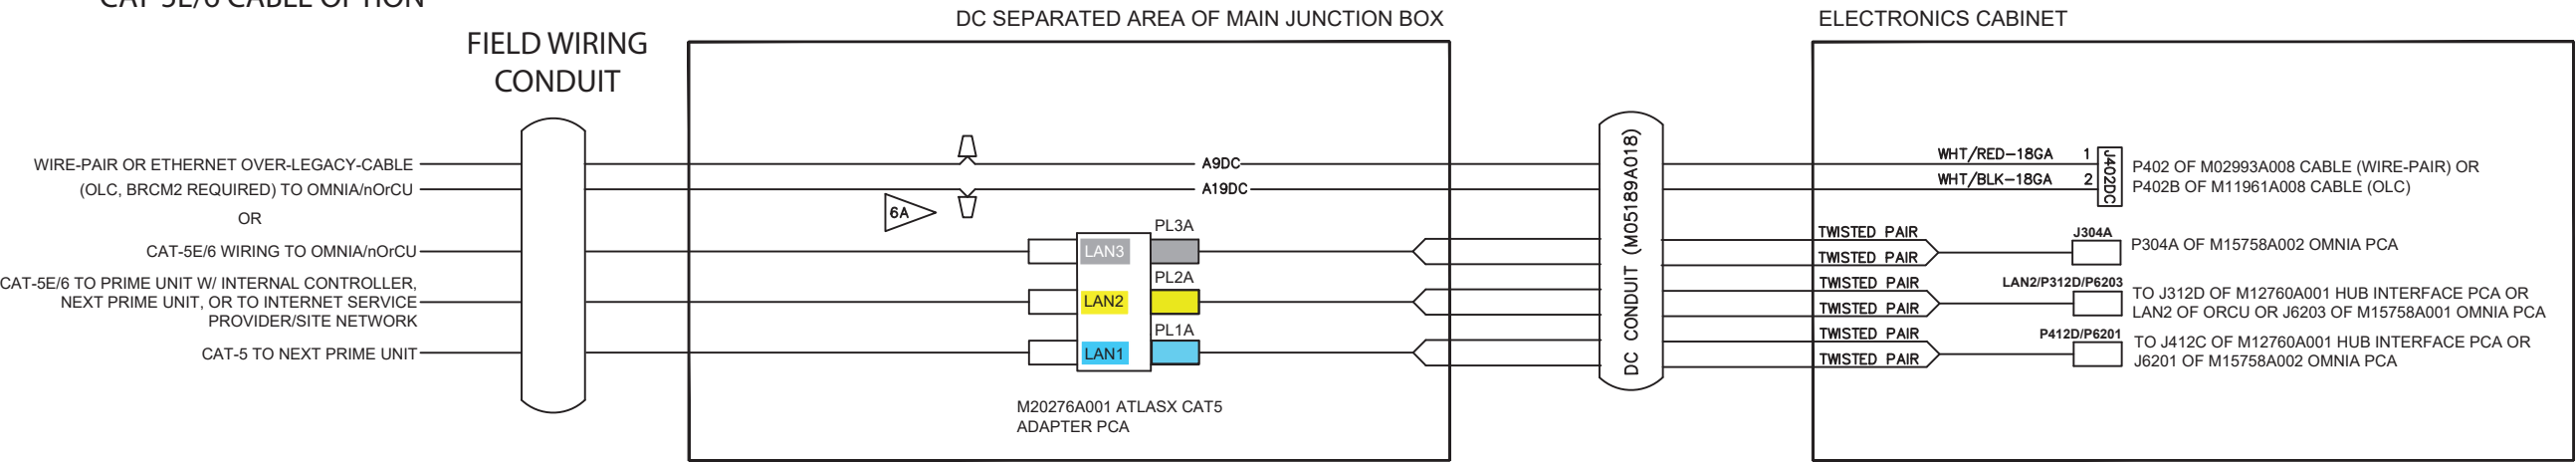 CAT-5E/6 CABLE OPTION
FIELD WIRING
CONDUIT
DC SEPARATED AREA OF MAIN JUNCTION BOX
ELECTRONICS CABINET
WIRE-PAIR OR ETHERNET OVER-LEGACY-CABLE
(OLC, BRCM2 REQUIRED) TO OMNIA/nOrCU
OR
CAT-5E/6 WIRING TO OMNIA/nOrCU
CAT-5E/6 TO PRIME UNIT W/ INTERNAL CONTROLLER,
NEXT PRIME UNIT, OR TO INTERNET SERVICE
PROVIDER/SITE NETWORK
CAT-5 TO NEXT PRIME UNIT
A9DC
A19DC
6A
PL3A
LAN3
PL2A
LAN2
PL1A
LAN1
M20276A001 ATLASX CAT5
ADAPTER PCA
DC CONDUIT (M05189A018)
WHT/RED-18GA 1
WHT/BLK-18GA 2
J402DC
P402 OF M02993A008 CABLE (WIRE-PAIR) OR
P402B OF M11961A008 CABLE (OLC)
TWISTED PAIR
TWISTED PAIR
J304A
P304A OF M15758A002 OMNIA PCA
TWISTED PAIR
TWISTED PAIR
LAN2/P312D/P6203
TO J312D OF M12760A001 HUB INTERFACE PCA OR
LAN2 OF ORCU OR J6203 OF M15758A001 OMNIA PCA
TWISTED PAIR
TWISTED PAIR
P412D/P6201
TO J412C OF M12760A001 HUB INTERFACE PCA OR
J6201 OF M15758A002 OMNIA PCA